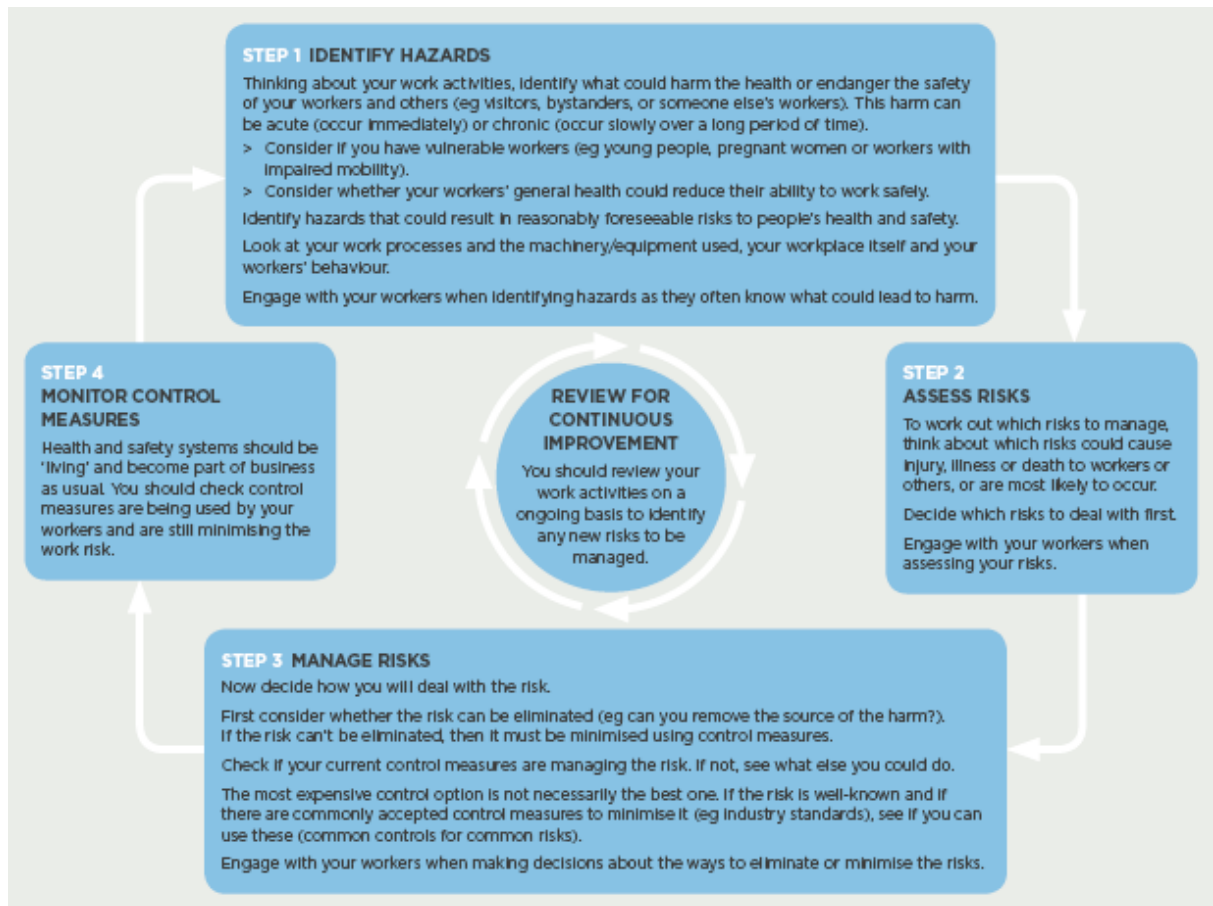 STEP 1 IDENTIFY HAZARDS
Thinking about your work activities, identify what could harm the health or endanger the safety
of your workers and others (eg visitors, bystanders, or someone else's workers). This harm can
be acute (occur immediately) or chronic (occur slowly over a long period of time).
> Consider if you have vulnerable workers (eg young people, pregnant women or workers with
impaired mobility).
> Consider whether your workers' general health could reduce their ability to work safely.
Identify hazards that could result in reasonably foreseeable risks to people's health and safety.
Look at your work processes and the machinery/equipment used, your workplace itself and your
workers' behaviour.
Engage with your workers when identifying hazards as they often know what could lead to harm.
STEP 2
ASSESS RISKS
To work out which risks to manage,
think about which risks could cause
injury, illness or death to workers or
others, or are most likely to occur.
Decide which risks to deal with first.
Engage with your workers when
assessing your risks.
STEP 3 MANAGE RISKS
Now decide how you will deal with the risk.
First consider whether the risk can be eliminated (eg can you remove the source of the harm?).
If the risk can't be eliminated, then it must be minimised using control measures.
Check if your current control measures are managing the risk. If not, see what else you could do.
The most expensive control option is not necessarily the best one. If the risk is well-known and if
there are commonly accepted control measures to minimise it (eg industry standards), see if you can
use these (common controls for common risks).
Engage with your workers when making decisions about the ways to eliminate or minimise the risks.
STEP 4
MONITOR CONTROL
MEASURES
Health and safety systems should be
'living' and become part of business
as usual. You should check control
measures are being used by your
workers and are still minimising the
work risk.
REVIEW FOR
CONTINUOUS
IMPROVEMENT
You should review your
work activities on a
ongoing basis to identify
any new risks to be
managed.